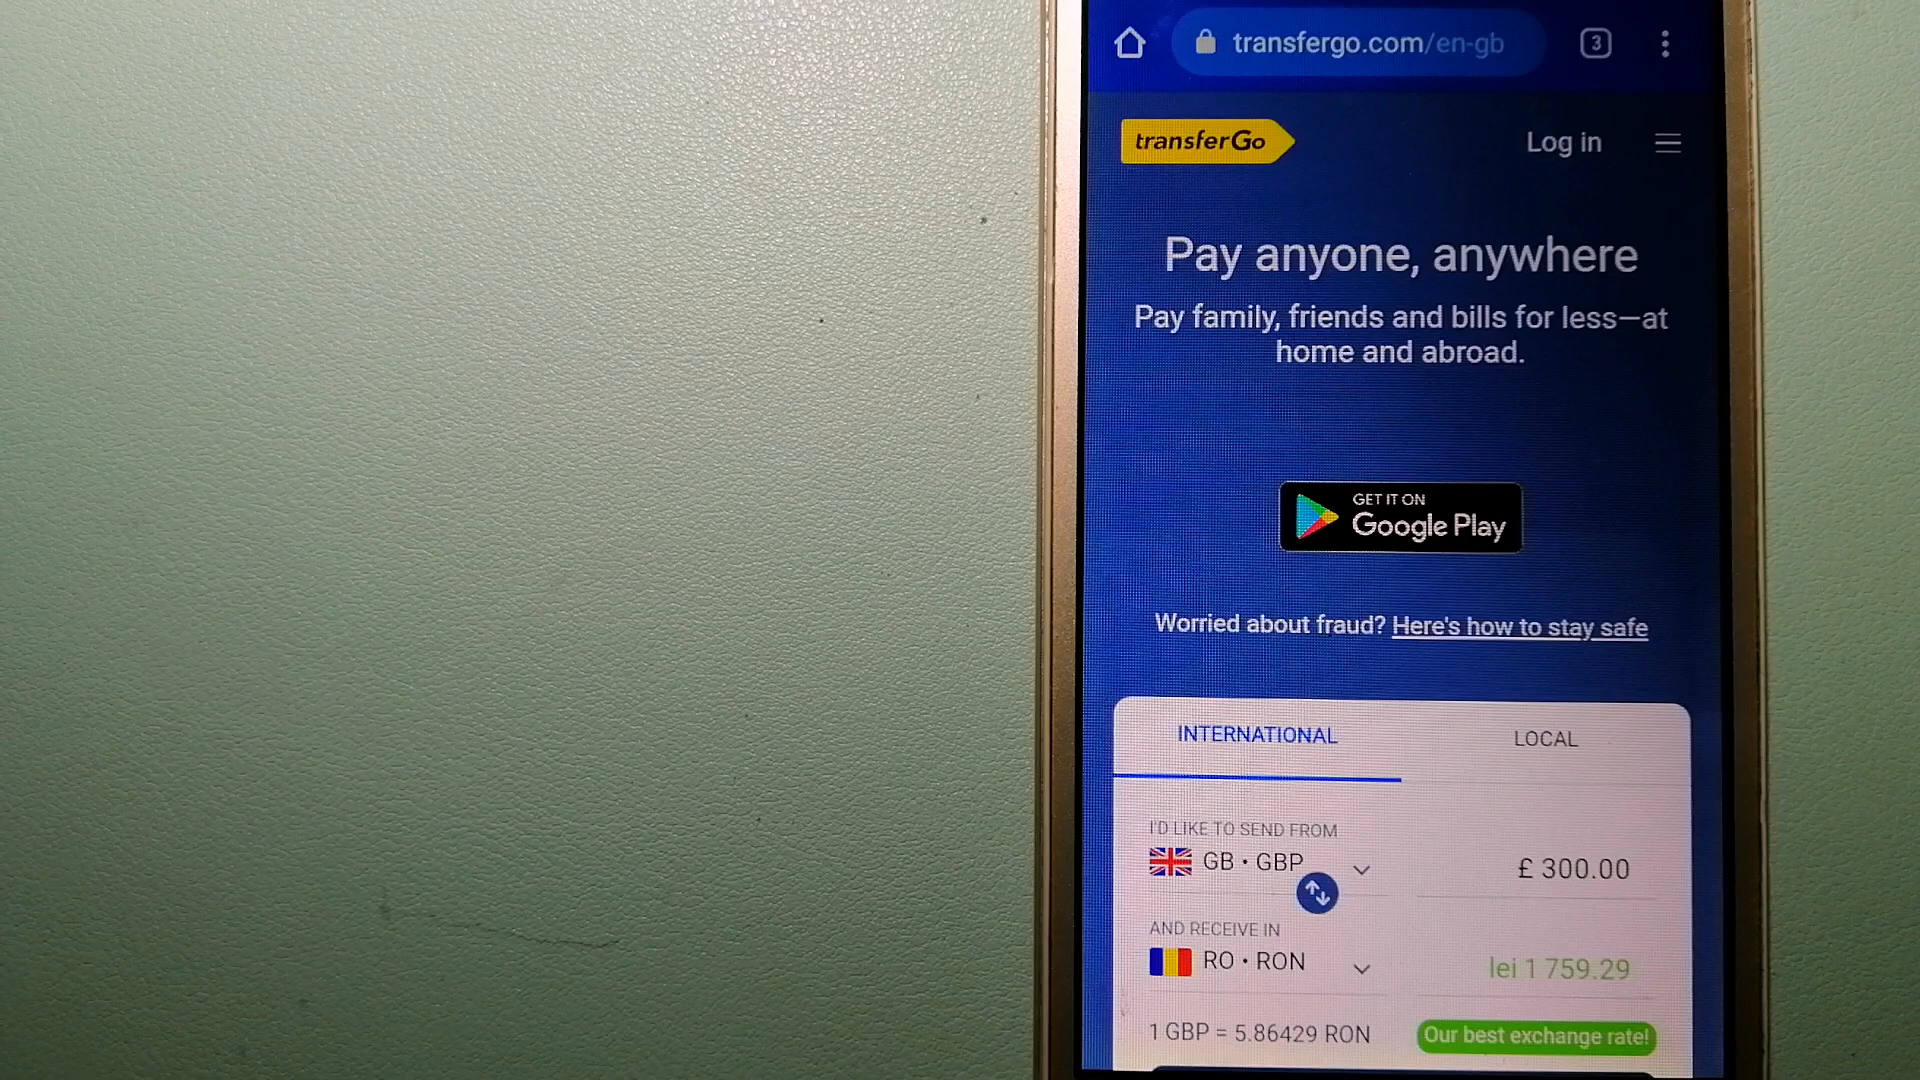 transfergo.com/en-gb
3
transferGo
Log in
Pay anyone, anywhere
Pay family, friends and bills for less—at
home and abroad.
GET IT ON
Google Play
Worried about fraud? Here's how to stay safe
INTERNATIONAL
LOCAL
I'D LIKE TO SEND FROM
GB • GBP
£ 300.00
AND RECEIVE IN
RO • RON
lei 1 759.29
1 GBP = 5.86429 RON
Our best exchange rate!